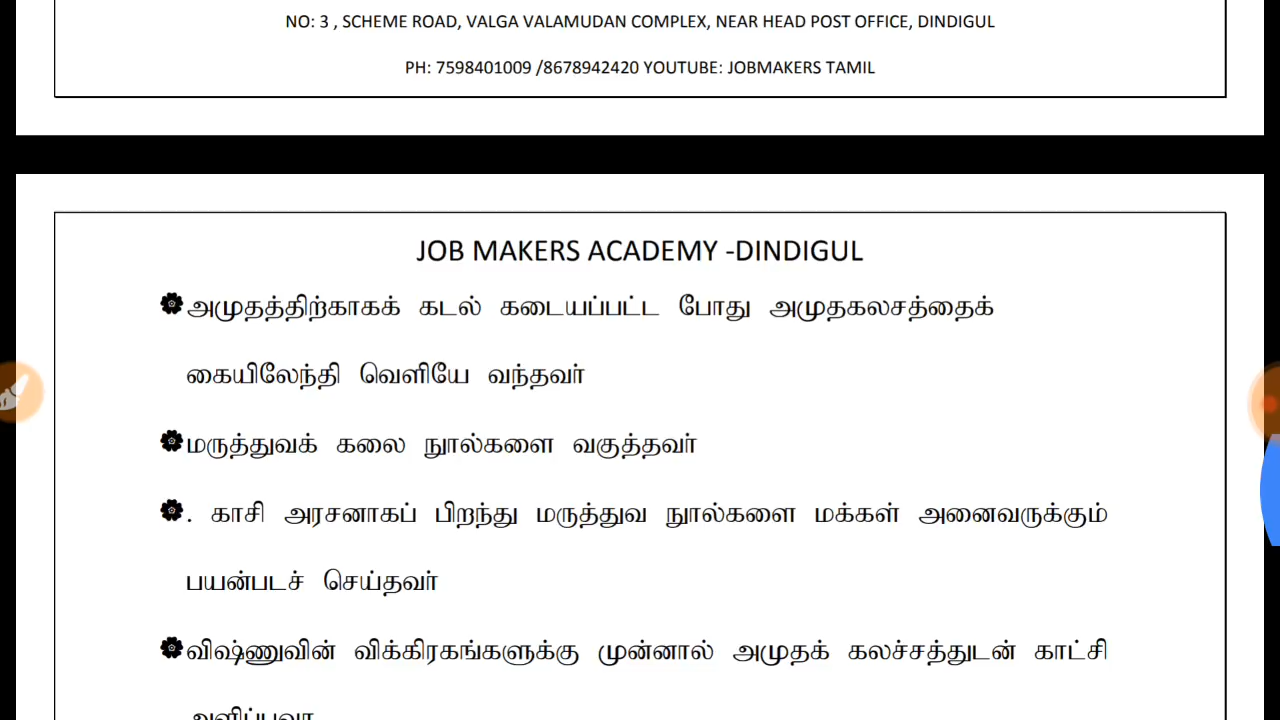 NO: 3 , SCHEME ROAD, VALGA VALAMUDAN COMPLEX, NEAR HEAD POST OFFICE, DINDIGUL
PH: 7598401009 /8678942420 YOUTUBE: JOBMAKERS TAMIL
JOB MAKERS ACADEMY -DINDIGUL
அமுதத்திற்காகக் கடல் கடையப்பட்ட போது அமுதகலசத்தைக்
கையிலேந்தி வெளியே வந்தவர்
மருத்துவக் கலை நூல்களை வகுத்தவர்
. காசி அரசனாகப் பிறந்து மருத்துவ நூல்களை மக்கள் அனைவருக்கும்
பயன்படச் செய்தவர்
விஷ்ணுவின் விக்கிரகங்களுக்கு முன்னால் அமுதக் கலச்சத்துடன் காட்சி